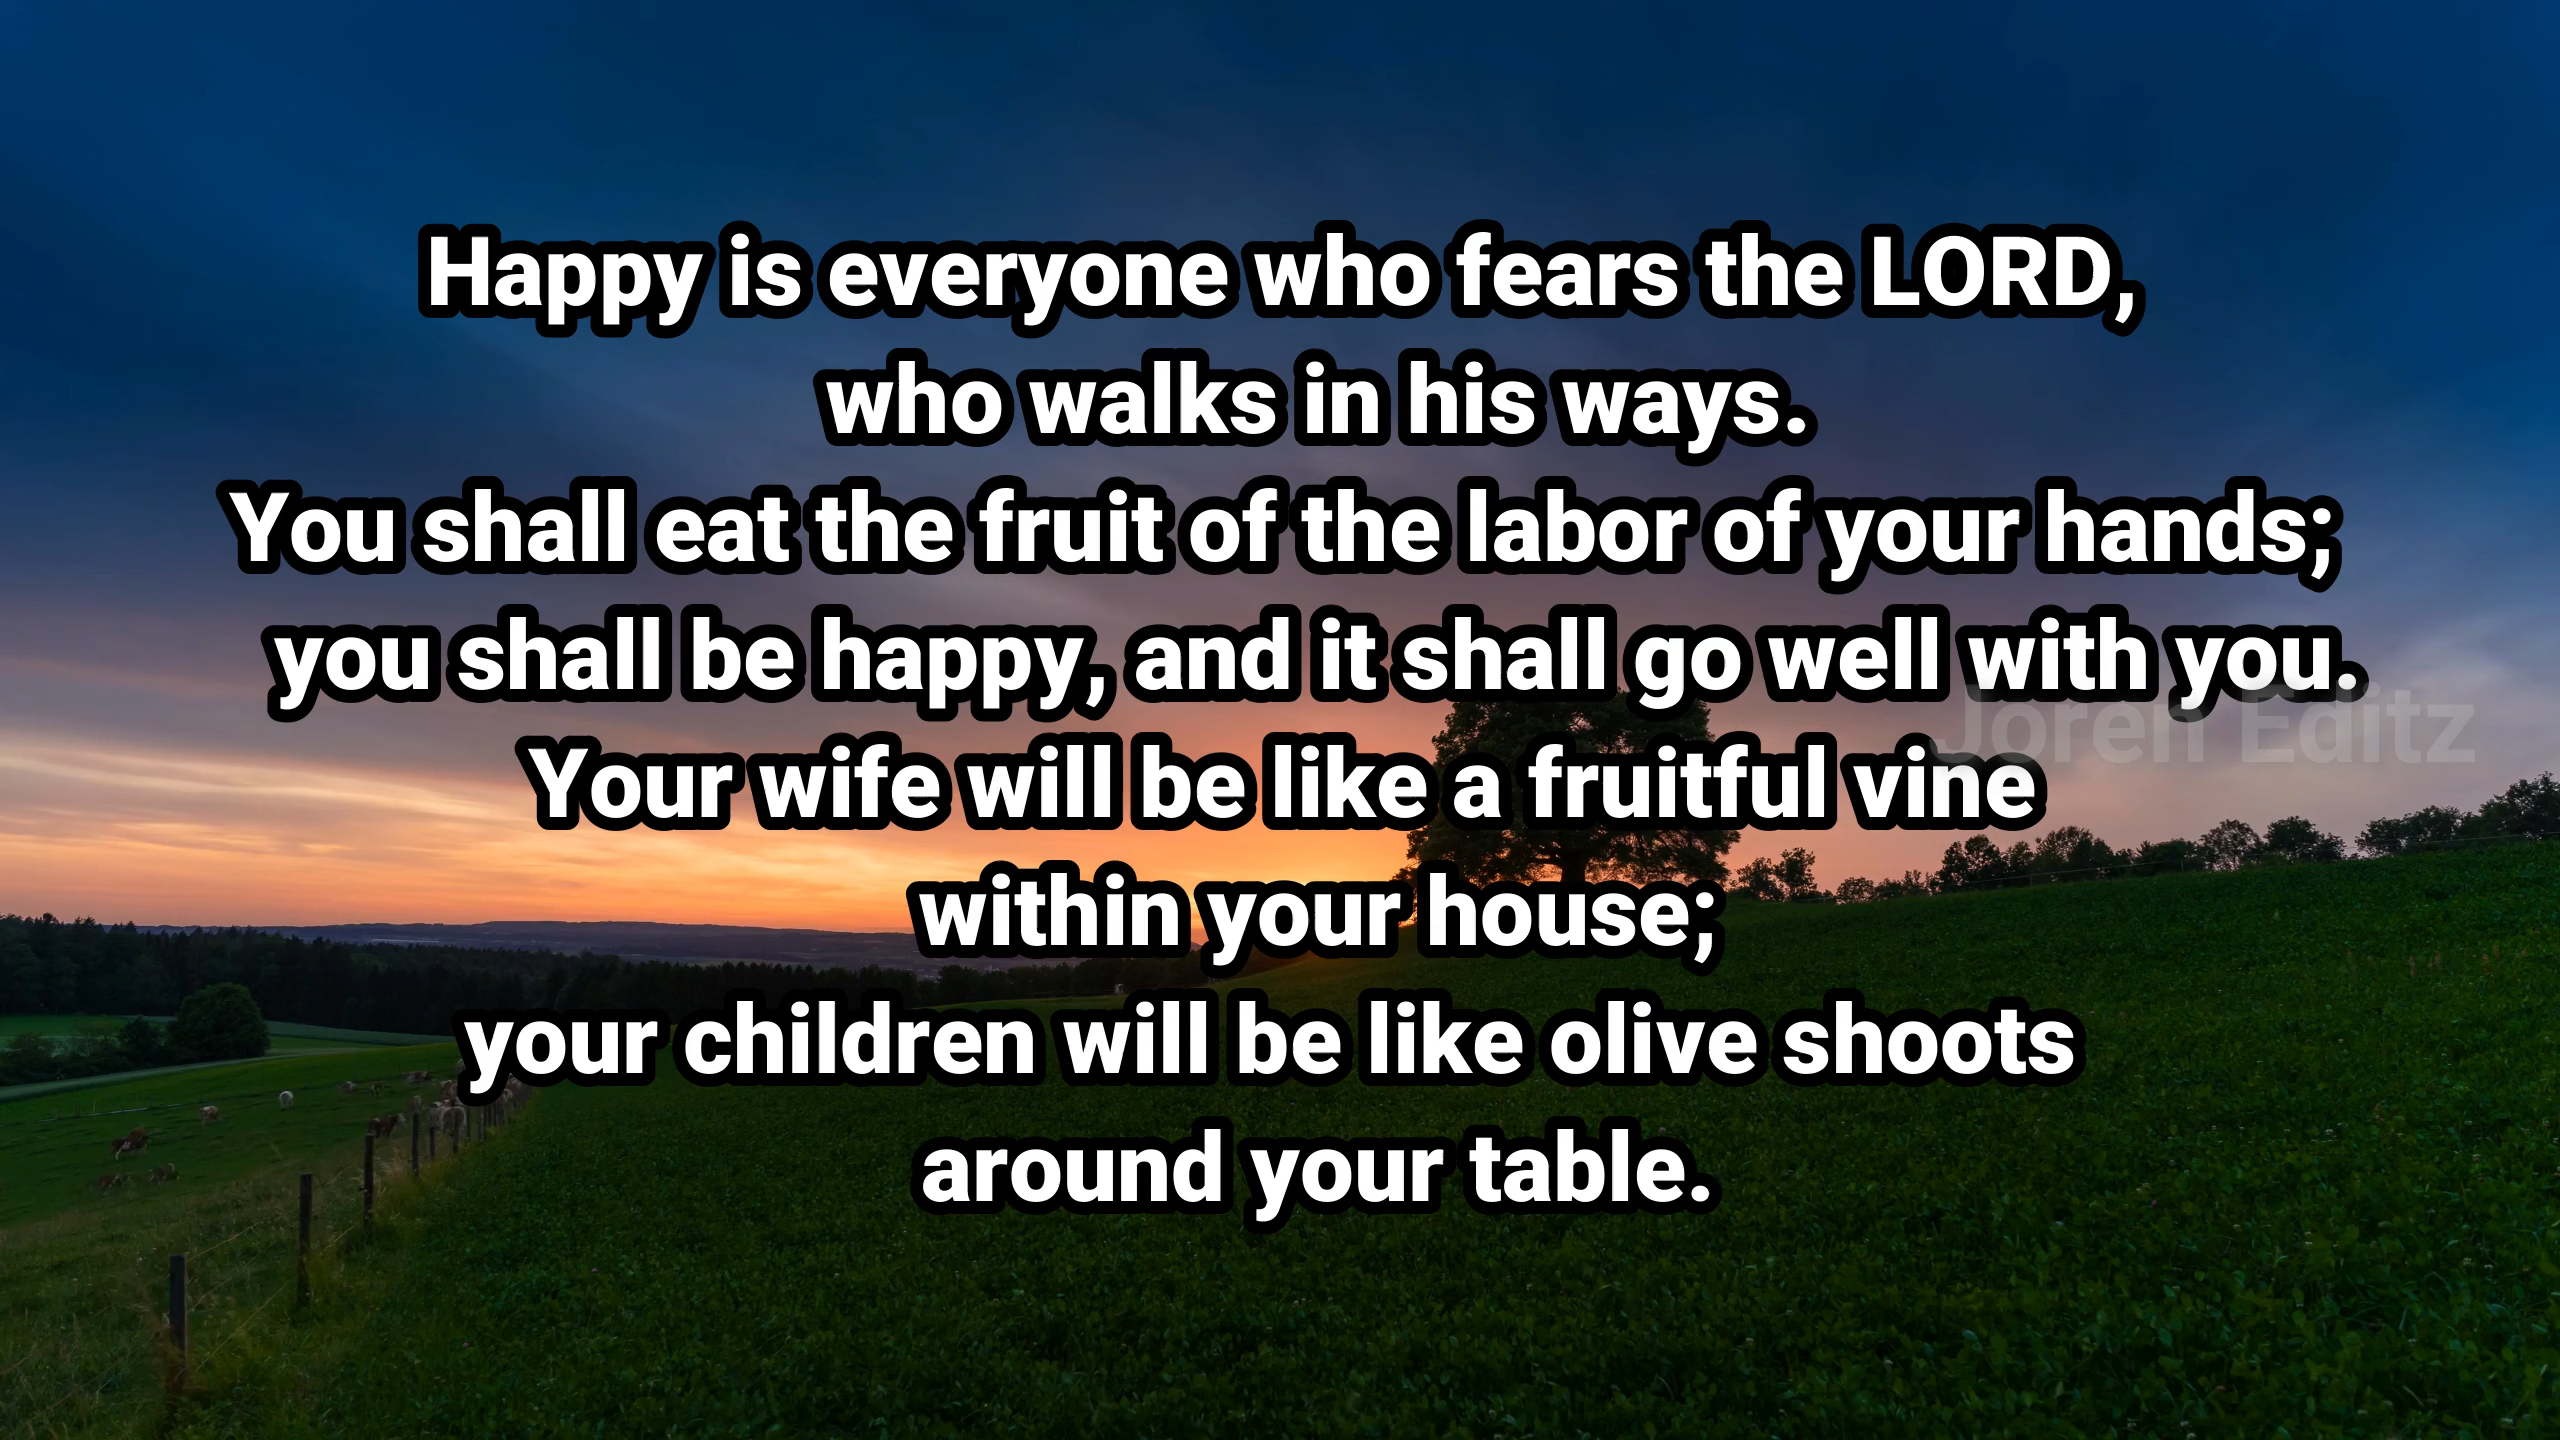 Happy is everyone who fears the LORD,
who walks in his ways.
You shall eat the fruit of the labor of your hands;
you shall be happy, and it shall go well with you.
Joren Editz
Your wife will be like a fruitful vine
within your house;
your children will be like olive shoots
around your table.